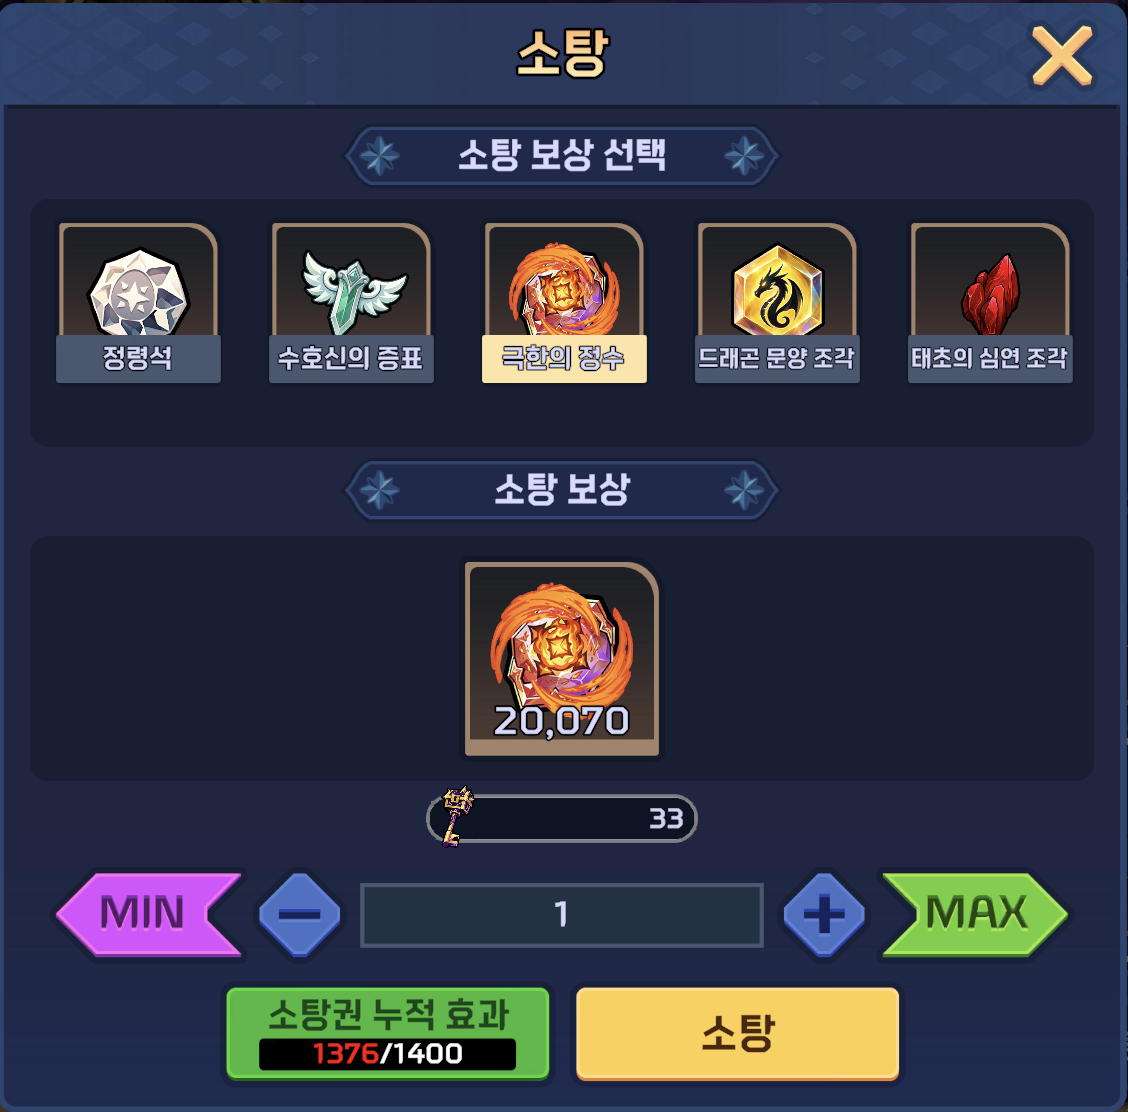 소탕
소탕 보상 선택
정령석
수호신의 증표
극한의 정수
드래곤 문양 조각
태초의 심연 조각
소탕 보상
20,070
33
MIN
1
MAX
소탕권 누적 효과
1376/1400
소탕